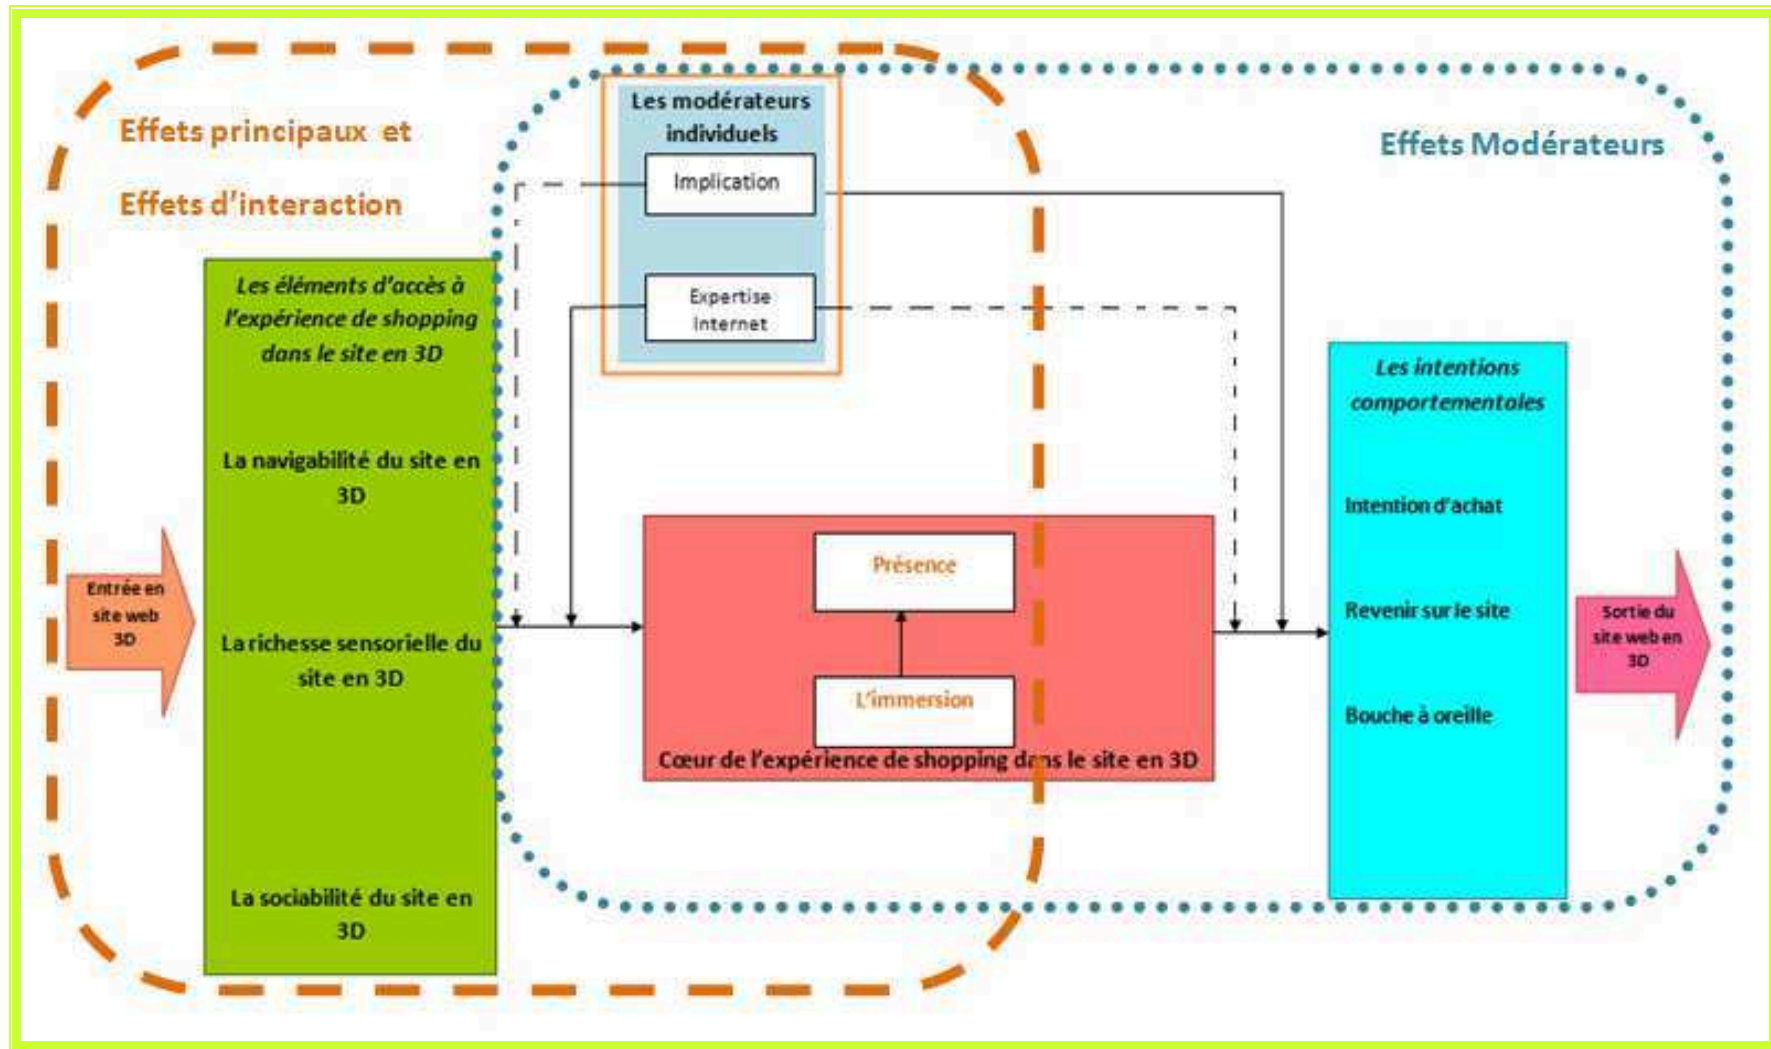 Effets principaux et
Effets d'interaction
Les modérateurs
individuels
Implication
Expertise
Internet
Effets Modérateurs
Les éléments d'accès à
l'expérience de shopping
dans le site en 3D
La navigabilité du site en
3D
La richesse sensorielle du
site en 3D
La sociabilité du site en
3D
Entrée en
site web
3D
Présence
L'immersion
Cœur de l'expérience de shopping dans le site en 3D
Les intentions
comportementales
Intention d'achat
Revenir sur le site
Bouche à oreille
Sortie du
site web en
3D